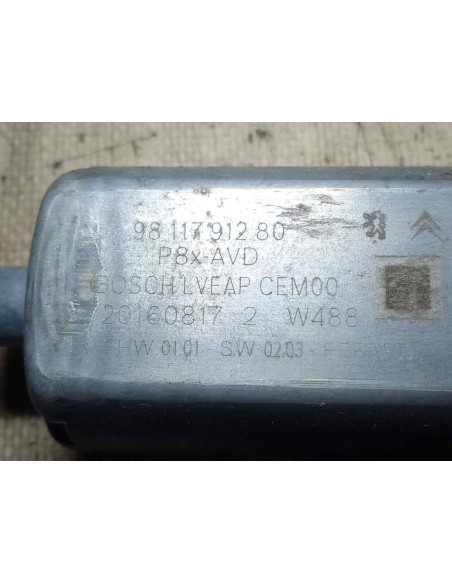 98 117 912 80
P8x-AVD
BOSCH LVEAP CEM00
20160817 2 W488
HW 01.01 - SW 02.03 -